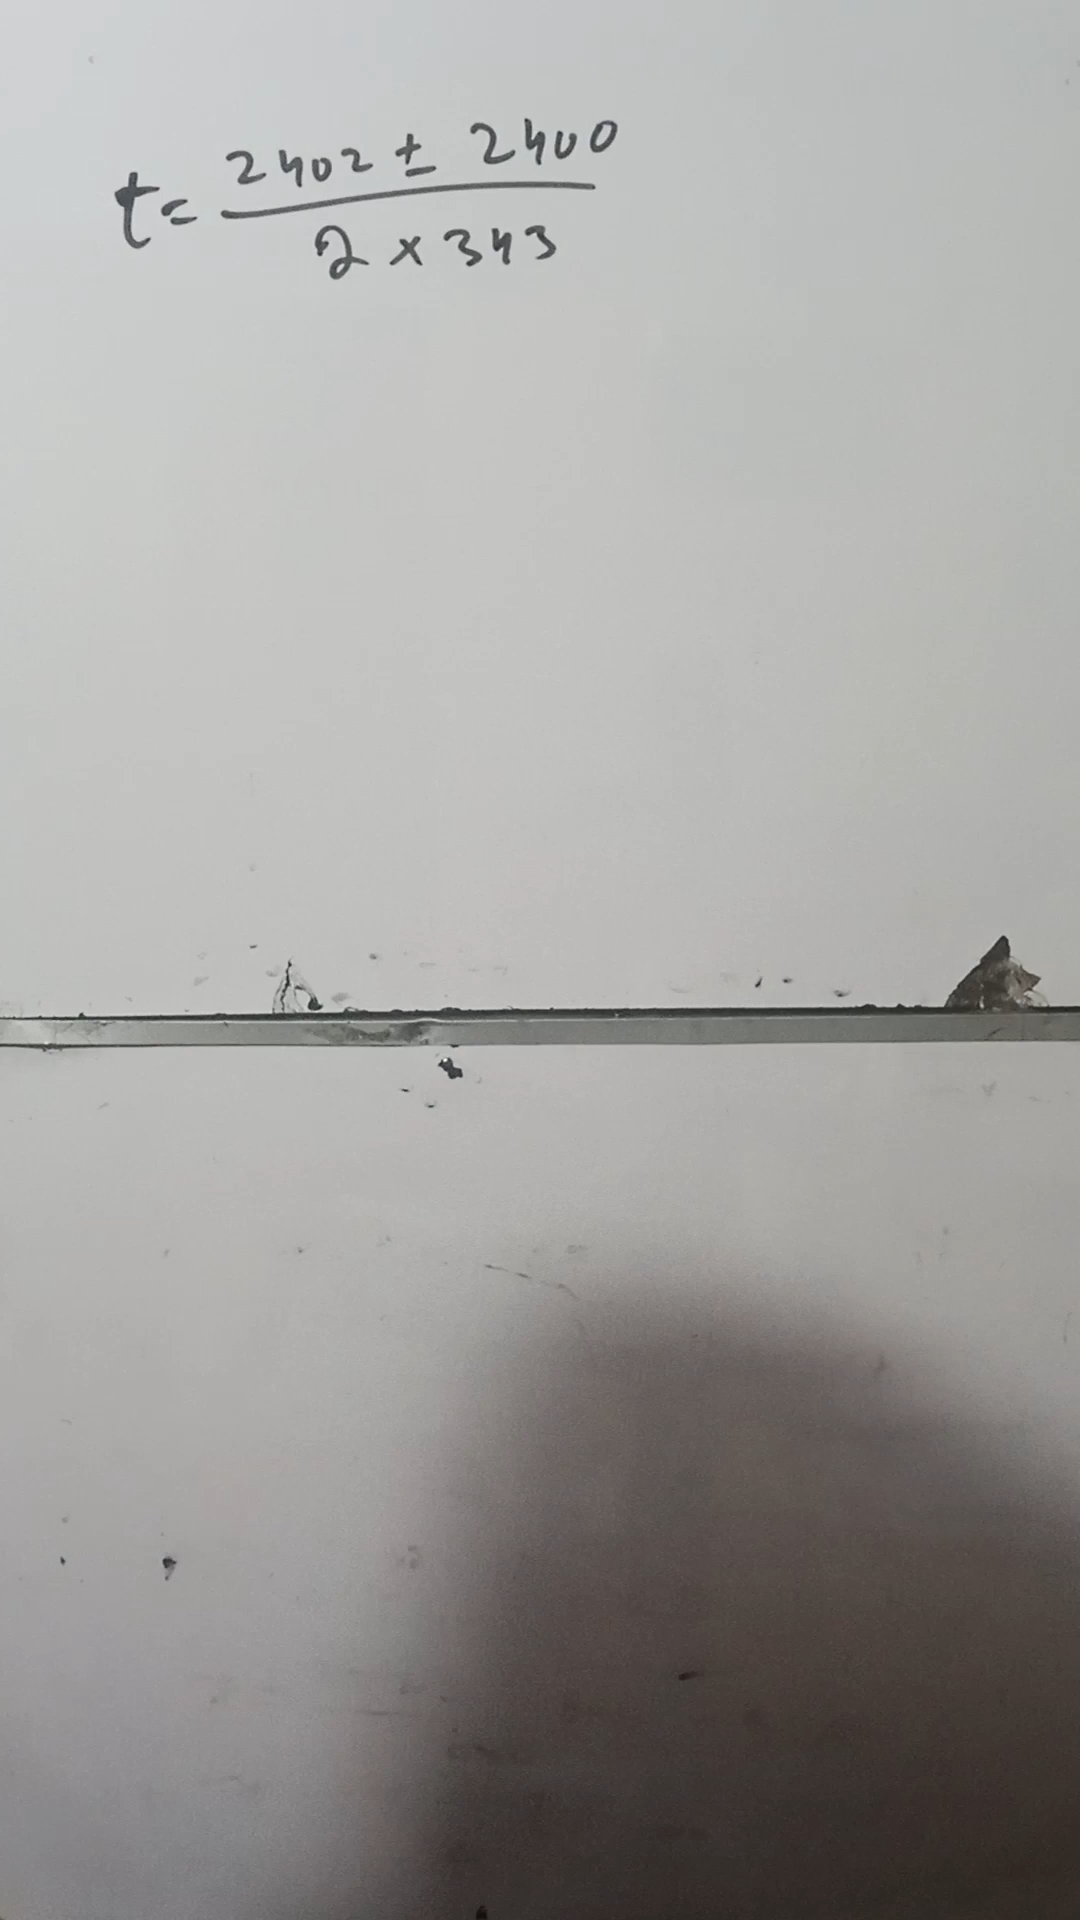 t = (2402 ± 2400) / (2 × 343)